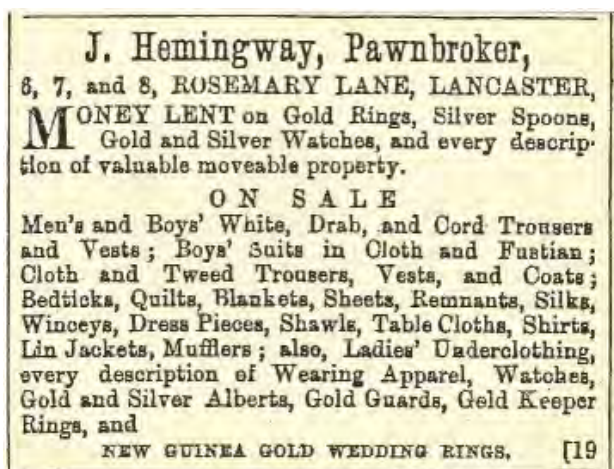 J. Hemingway, Pawnbroker,
6, 7, and 8, ROSEMARY LANE, LANCASTER,
MONEY LENT on Gold Rings, Silver Spoons,
Gold and Silver Watches, and every descrip-
tion of valuable moveable property.
ON SALE
Men's and Boys' White, Drab, and Cord Trousers
and Vests; Boys' Suits in Cloth and Fustian;
Cloth and Tweed Trousers, Vests, and Coats;
Bedticks, Quilts, Blankets, Sheets, Remnants, Silks,
Winceys, Dress Pieces, Shawls, Table Cloths, Shirts,
Lin Jackets, Mufflers; also, Ladies' Underclothing,
every description of Wearing Apparel, Watches,
Gold and Silver Alberts, Gold Guards, Gold Keeper
Rings, and
NEW GUINEA GOLD WEDDING RINGS. [19